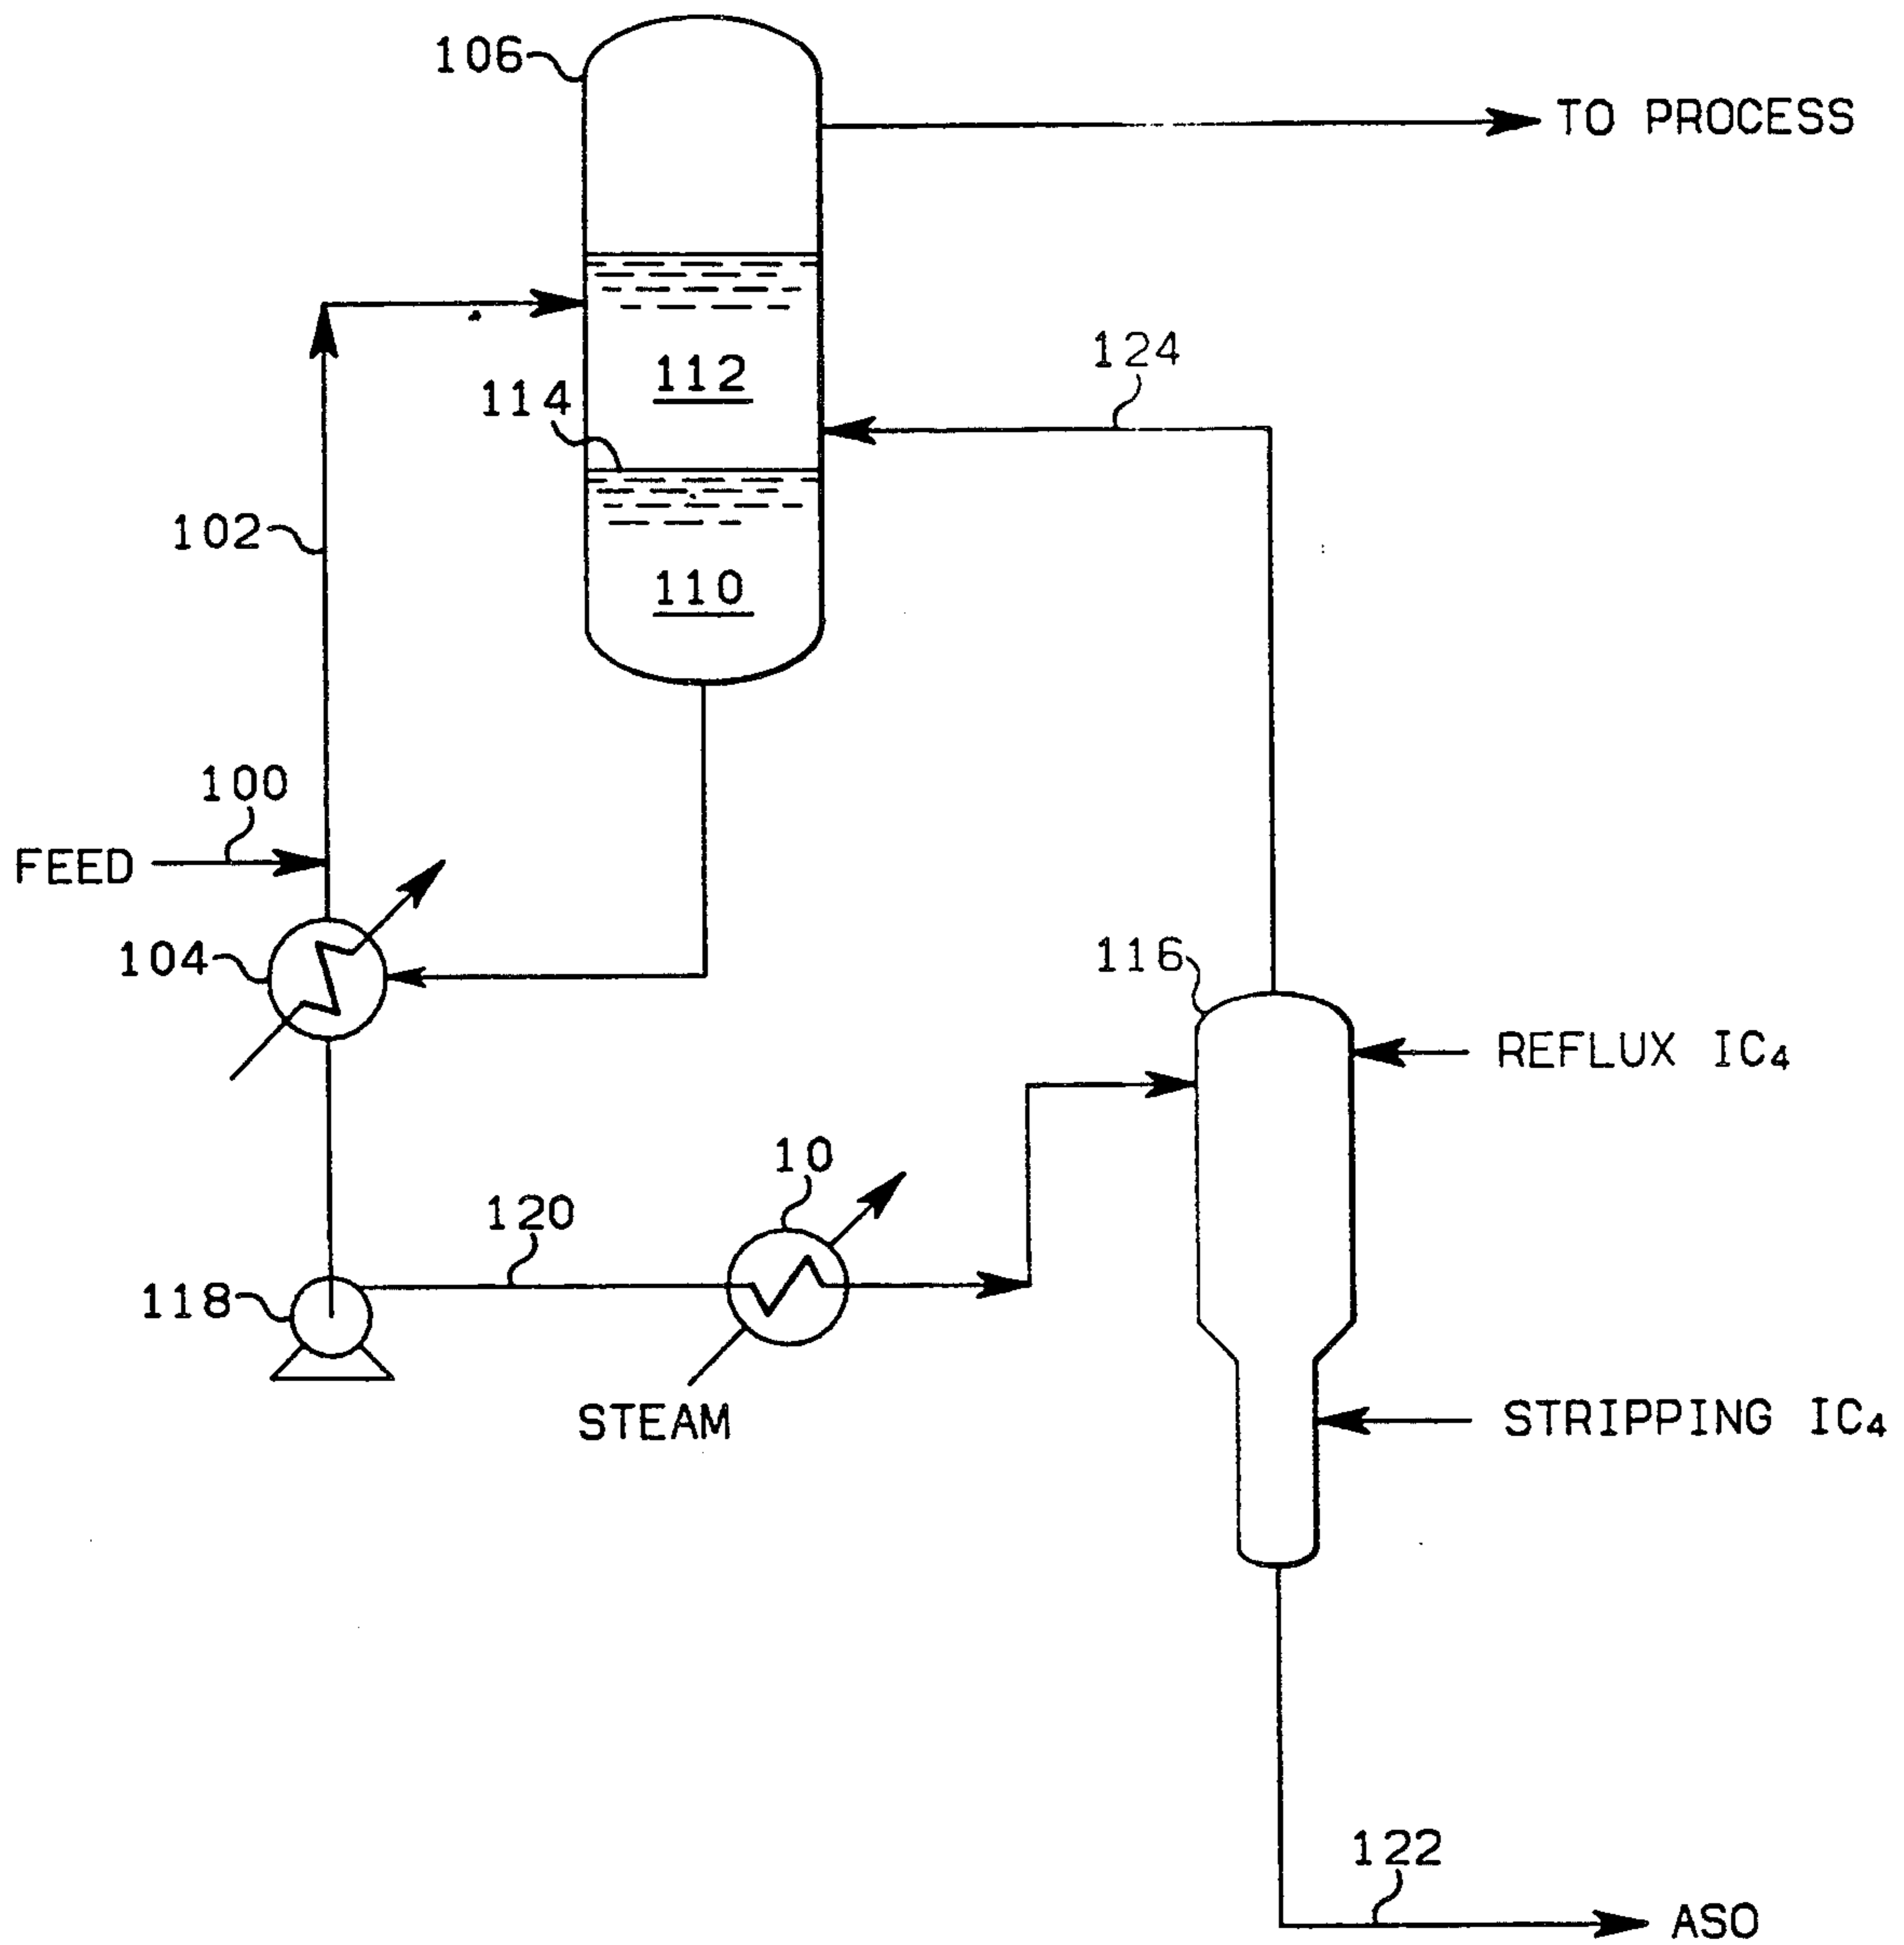 106
TO PROCESS
124
112
114
102
110
100
FEED
104
116
REFLUX IC₄
10
120
118
STEAM
STRIPPING IC₄
122
ASO